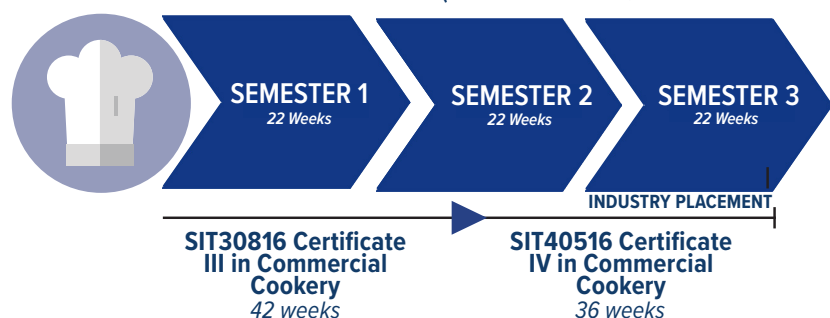 SEMESTER 1
22 Weeks
SEMESTER 2
22 Weeks
SEMESTER 3
22 Weeks
INDUSTRY PLACEMENT
SIT30816 Certificate
III in Commercial
Cookery
42 weeks
SIT40516 Certificate
IV in Commercial
Cookery
36 weeks